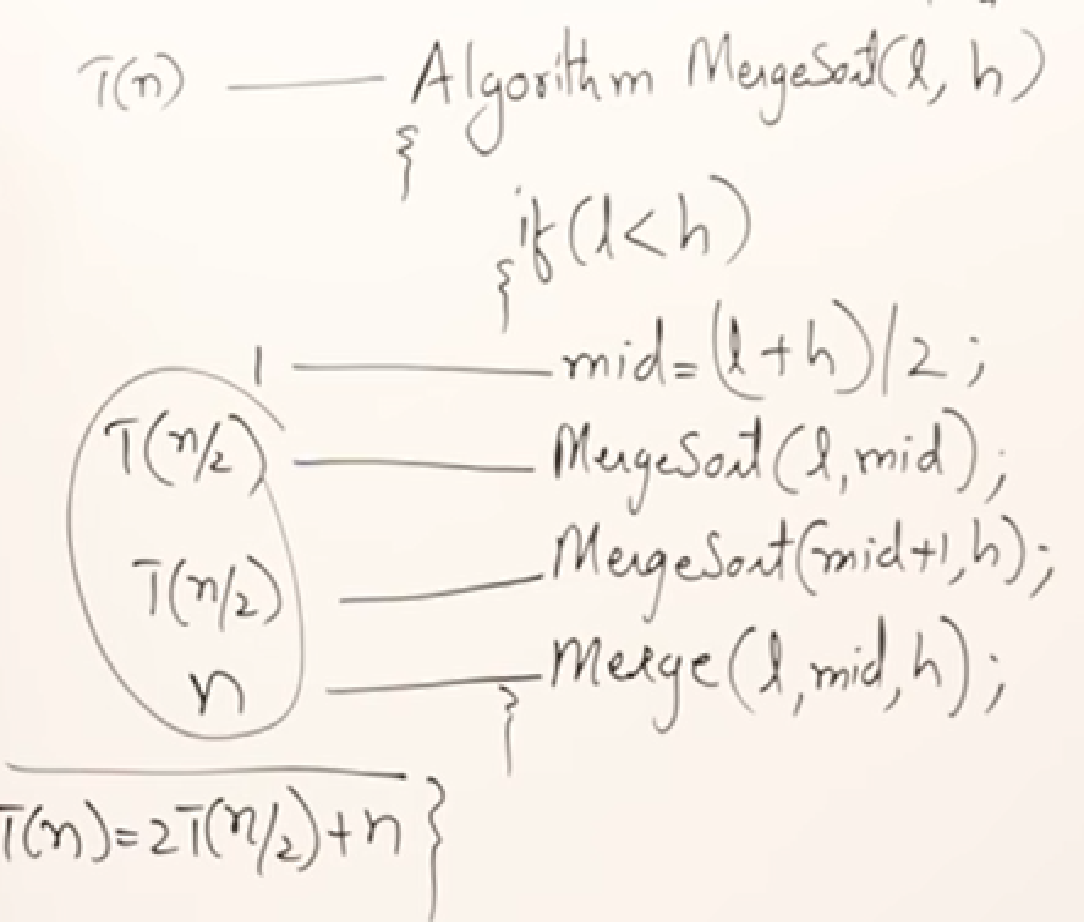 T(n) — Algorithm MergeSort(l, h)
{
if(l<h)
{
1 — mid=(l+h)/2;
T(n/2) — MergeSort(l,mid);
T(n/2) — MergeSort(mid+1,h);
n — Merge(l,mid,h);
}
T(n)=2T(n/2)+n }